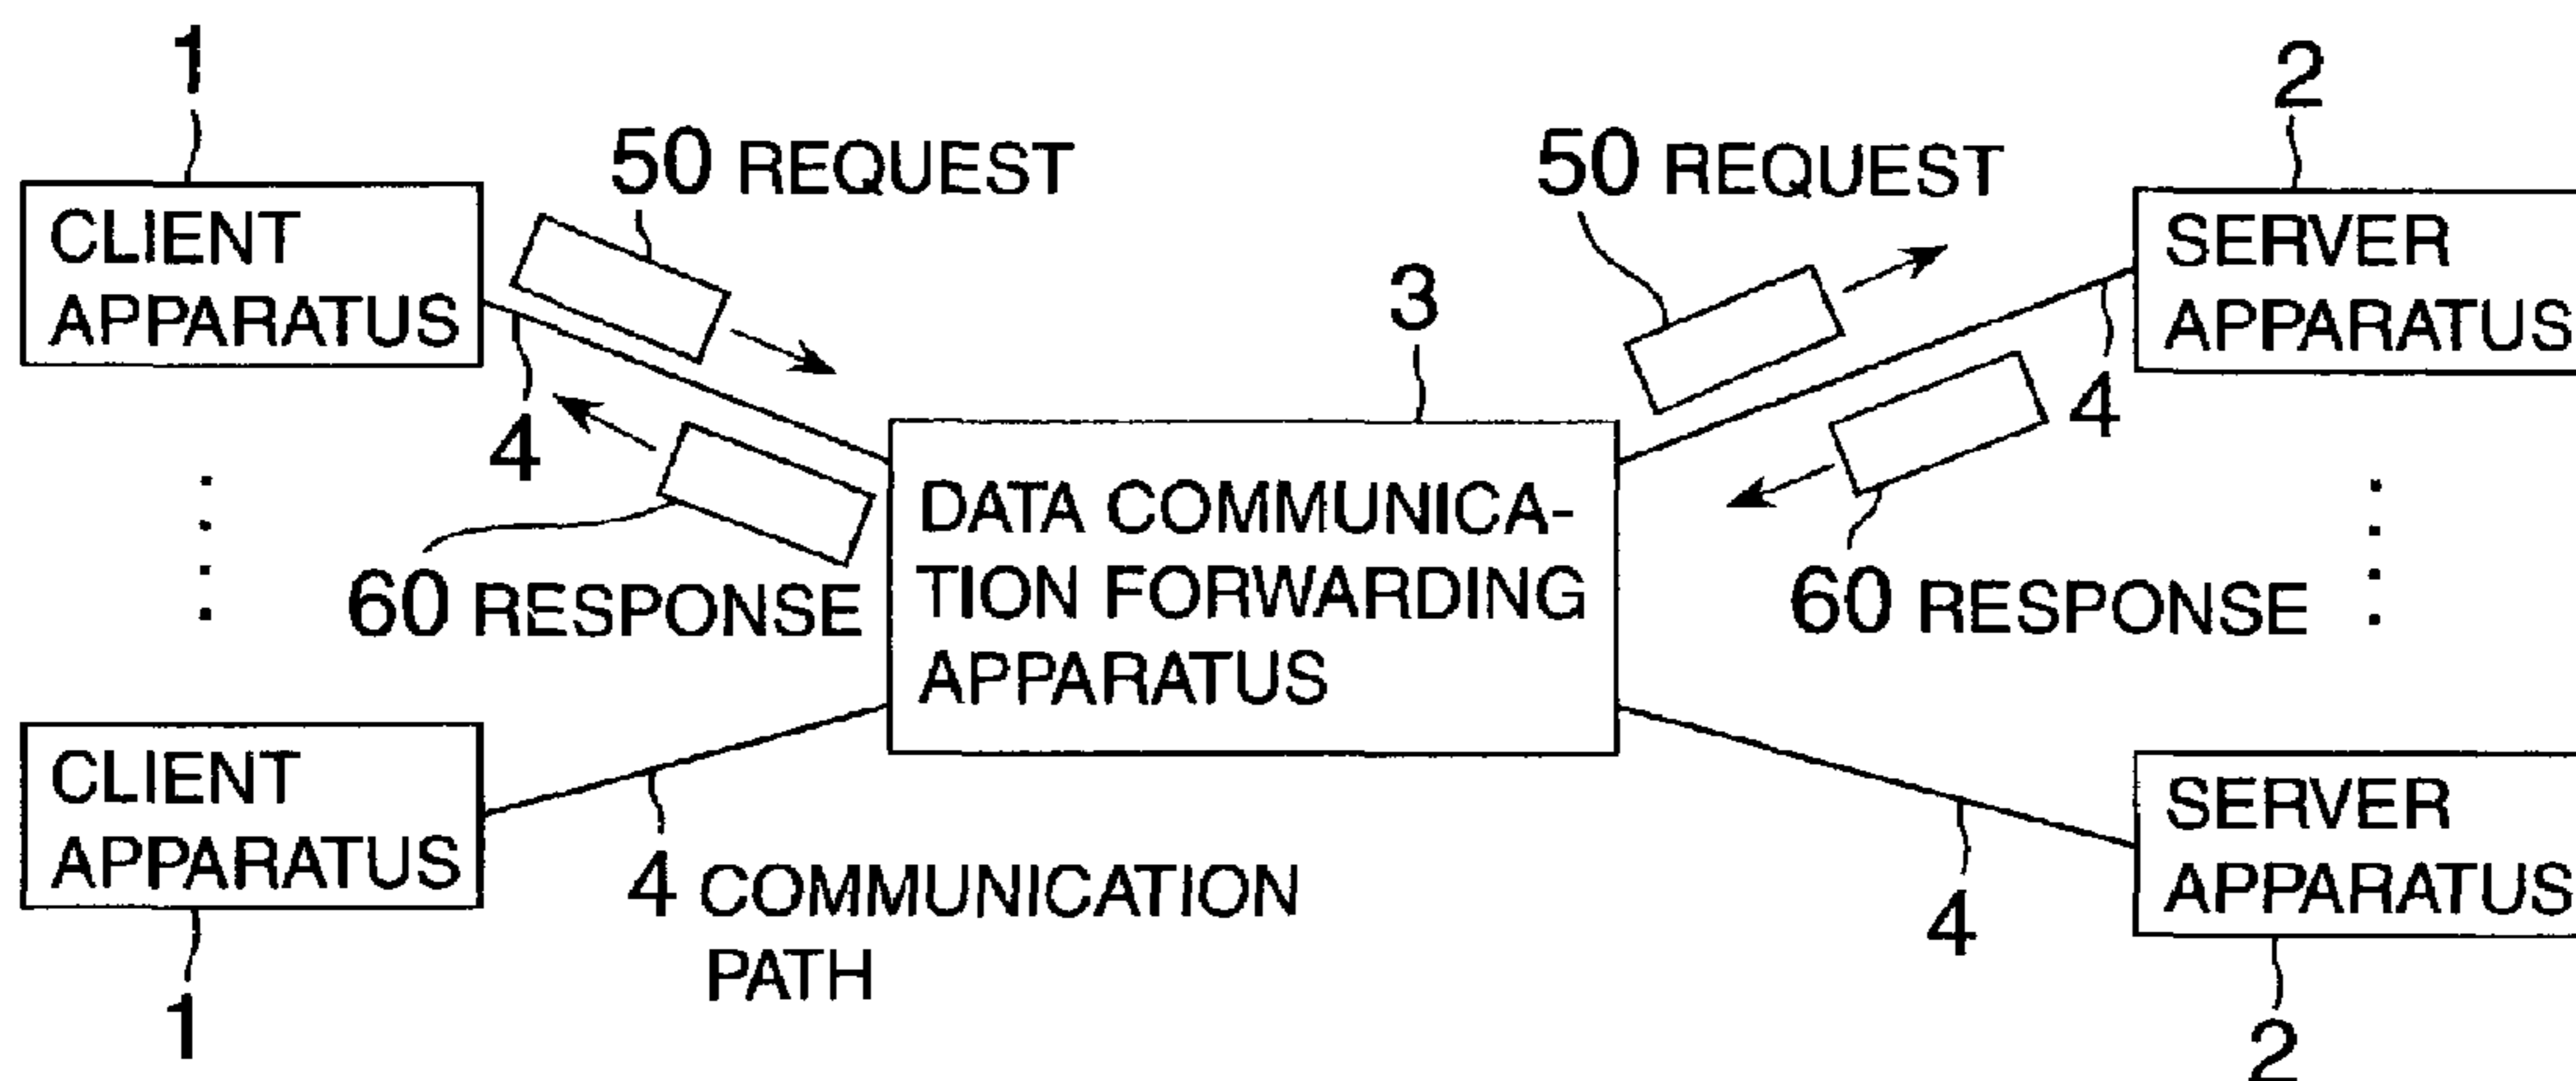 1
2
50 REQUEST
50 REQUEST
CLIENT
APPARATUS
SERVER
APPARATUS
3
4
4
DATA COMMUNICA-
TION FORWARDING
APPARATUS
60 RESPONSE
60 RESPONSE
CLIENT
APPARATUS
SERVER
APPARATUS
4 COMMUNICATION
PATH
4
1
2